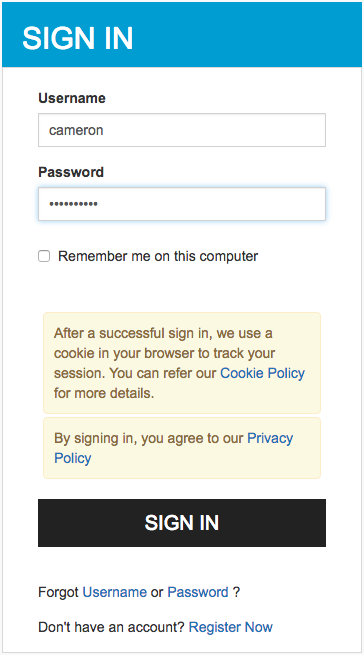 SIGN IN
Username
cameron
Password
••••••••••
Remember me on this computer
After a successful sign in, we use a
cookie in your browser to track your
session. You can refer our Cookie Policy
for more details.
By signing in, you agree to our Privacy
Policy
SIGN IN
Forgot Username or Password ?
Don't have an account? Register Now